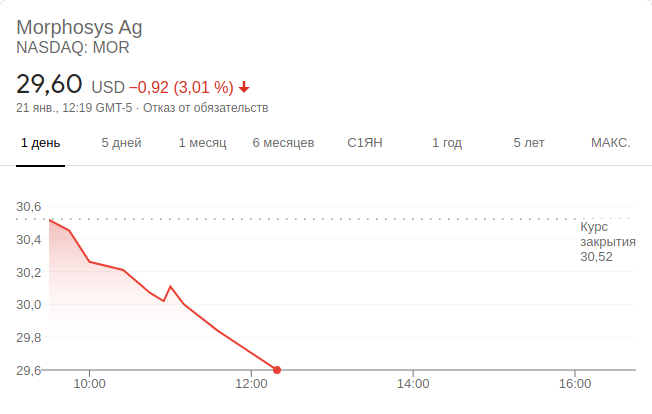 Morphosys Ag
NASDAQ: MOR
29,60 USD −0,92 (3,01 %)
21 янв., 12:19 GMT-5 · Отказ от обязательств
1 день 5 дней 1 месяц 6 месяцев С1ЯН 1 год 5 лет МАКС.
30,6
Курс
30,4 закрытия
30,52
30,2
30,0
29,8
29,6
10:00 12:00 14:00 16:00